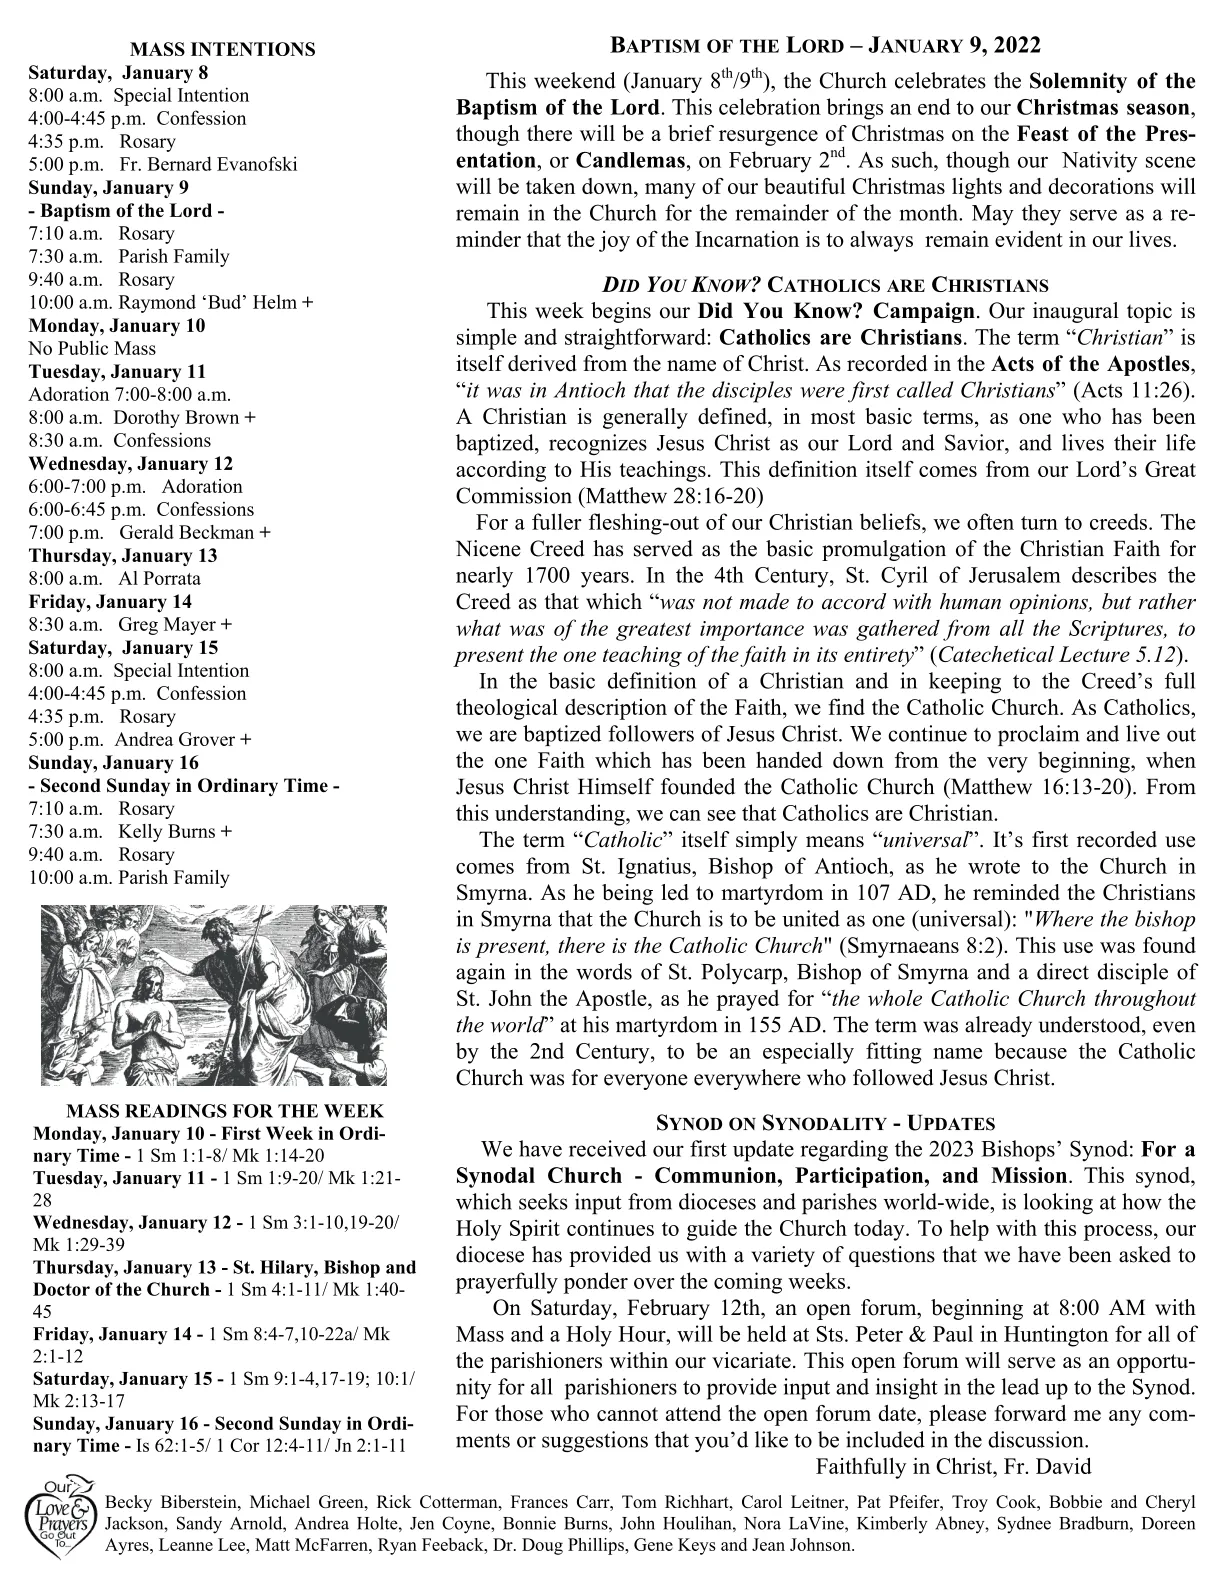 MASS INTENTIONS
Saturday,  January 8
8:00 a.m.  Special Intention
4:00-4:45 p.m.  Confession
4:35 p.m.   Rosary
5:00 p.m.   Fr. Bernard Evanofski
Sunday, January 9
- Baptism of the Lord -
7:10 a.m.   Rosary
7:30 a.m.   Parish Family
9:40 a.m.   Rosary
10:00 a.m. Raymond ‘Bud’ Helm +
Monday, January 10
No Public Mass
Tuesday, January 11
Adoration 7:00-8:00 a.m.
8:00 a.m.  Dorothy Brown +
8:30 a.m.  Confessions
Wednesday, January 12
6:00-7:00 p.m.   Adoration
6:00-6:45 p.m.  Confessions
7:00 p.m.   Gerald Beckman +
Thursday, January 13
8:00 a.m.   Al Porrata
Friday, January 14
8:30 a.m.   Greg Mayer +
Saturday,  January 15
8:00 a.m.  Special Intention
4:00-4:45 p.m.  Confession
4:35 p.m.   Rosary
5:00 p.m.  Andrea Grover +
Sunday, January 16
- Second Sunday in Ordinary Time -
7:10 a.m.   Rosary
7:30 a.m.   Kelly Burns +
9:40 a.m.   Rosary
10:00 a.m. Parish Family
MASS READINGS FOR THE WEEK
Monday, January 10 - First Week in Ordi-
nary Time - 1 Sm 1:1-8/ Mk 1:14-20
Tuesday, January 11 - 1 Sm 1:9-20/ Mk 1:21-
28
Wednesday, January 12 - 1 Sm 3:1-10,19-20/
Mk 1:29-39
Thursday, January 13 - St. Hilary, Bishop and
Doctor of the Church - 1 Sm 4:1-11/ Mk 1:40-
45
Friday, January 14 - 1 Sm 8:4-7,10-22a/ Mk
2:1-12
Saturday, January 15 - 1 Sm 9:1-4,17-19; 10:1/
Mk 2:13-17
Sunday, January 16 - Second Sunday in Ordi-
nary Time - Is 62:1-5/ 1 Cor 12:4-11/ Jn 2:1-11
BAPTISM OF THE LORD – JANUARY 9, 2022
This weekend (January 8th/9th), the Church celebrates the Solemnity of the
Baptism of the Lord. This celebration brings an end to our Christmas season,
though there will be a brief resurgence of Christmas on the Feast of the Pres-
entation, or Candlemas, on February 2nd. As such, though our  Nativity scene
will be taken down, many of our beautiful Christmas lights and decorations will
remain in the Church for the remainder of the month. May they serve as a re-
minder that the joy of the Incarnation is to always  remain evident in our lives.
DID YOU KNOW? CATHOLICS ARE CHRISTIANS
This week begins our Did You Know? Campaign. Our inaugural topic is
simple and straightforward: Catholics are Christians. The term “Christian” is
itself derived from the name of Christ. As recorded in the Acts of the Apostles,
“it was in Antioch that the disciples were first called Christians” (Acts 11:26).
A Christian is generally defined, in most basic terms, as one who has been
baptized, recognizes Jesus Christ as our Lord and Savior, and lives their life
according to His teachings. This definition itself comes from our Lord’s Great
Commission (Matthew 28:16-20)
For a fuller fleshing-out of our Christian beliefs, we often turn to creeds. The
Nicene Creed has served as the basic promulgation of the Christian Faith for
nearly 1700 years. In the 4th Century, St. Cyril of Jerusalem describes the
Creed as that which “was not made to accord with human opinions, but rather
what was of the greatest importance was gathered from all the Scriptures, to
present the one teaching of the faith in its entirety” (Catechetical Lecture 5.12).
In the basic definition of a Christian and in keeping to the Creed’s full
theological description of the Faith, we find the Catholic Church. As Catholics,
we are baptized followers of Jesus Christ. We continue to proclaim and live out
the one Faith which has been handed down from the very beginning, when
Jesus Christ Himself founded the Catholic Church (Matthew 16:13-20). From
this understanding, we can see that Catholics are Christian.
The term “Catholic” itself simply means “universal”. It’s first recorded use
comes from St. Ignatius, Bishop of Antioch, as he wrote to the Church in
Smyrna. As he being led to martyrdom in 107 AD, he reminded the Christians
in Smyrna that the Church is to be united as one (universal): "Where the bishop
is present, there is the Catholic Church" (Smyrnaeans 8:2). This use was found
again in the words of St. Polycarp, Bishop of Smyrna and a direct disciple of
St. John the Apostle, as he prayed for “the whole Catholic Church throughout
the world” at his martyrdom in 155 AD. The term was already understood, even
by the 2nd Century, to be an especially fitting name because the Catholic
Church was for everyone everywhere who followed Jesus Christ.
SYNOD ON SYNODALITY - UPDATES
We have received our first update regarding the 2023 Bishops’ Synod: For a
Synodal Church - Communion, Participation, and Mission. This synod,
which seeks input from dioceses and parishes world-wide, is looking at how the
Holy Spirit continues to guide the Church today. To help with this process, our
diocese has provided us with a variety of questions that we have been asked to
prayerfully ponder over the coming weeks.
On Saturday, February 12th, an open forum, beginning at 8:00 AM with
Mass and a Holy Hour, will be held at Sts. Peter & Paul in Huntington for all of
the parishioners within our vicariate. This open forum will serve as an opportu-
nity for all  parishioners to provide input and insight in the lead up to the Synod.
For those who cannot attend the open forum date, please forward me any com-
ments or suggestions that you’d like to be included in the discussion.
Faithfully in Christ, Fr. David
Our
Love &
Prayers
Go Out
To...
Becky Biberstein, Michael Green, Rick Cotterman, Frances Carr, Tom Richhart, Carol Leitner, Pat Pfeifer, Troy Cook, Bobbie and Cheryl
Jackson, Sandy Arnold, Andrea Holte, Jen Coyne, Bonnie Burns, John Houlihan, Nora LaVine, Kimberly Abney, Sydnee Bradburn, Doreen
Ayres, Leanne Lee, Matt McFarren, Ryan Feeback, Dr. Doug Phillips, Gene Keys and Jean Johnson.